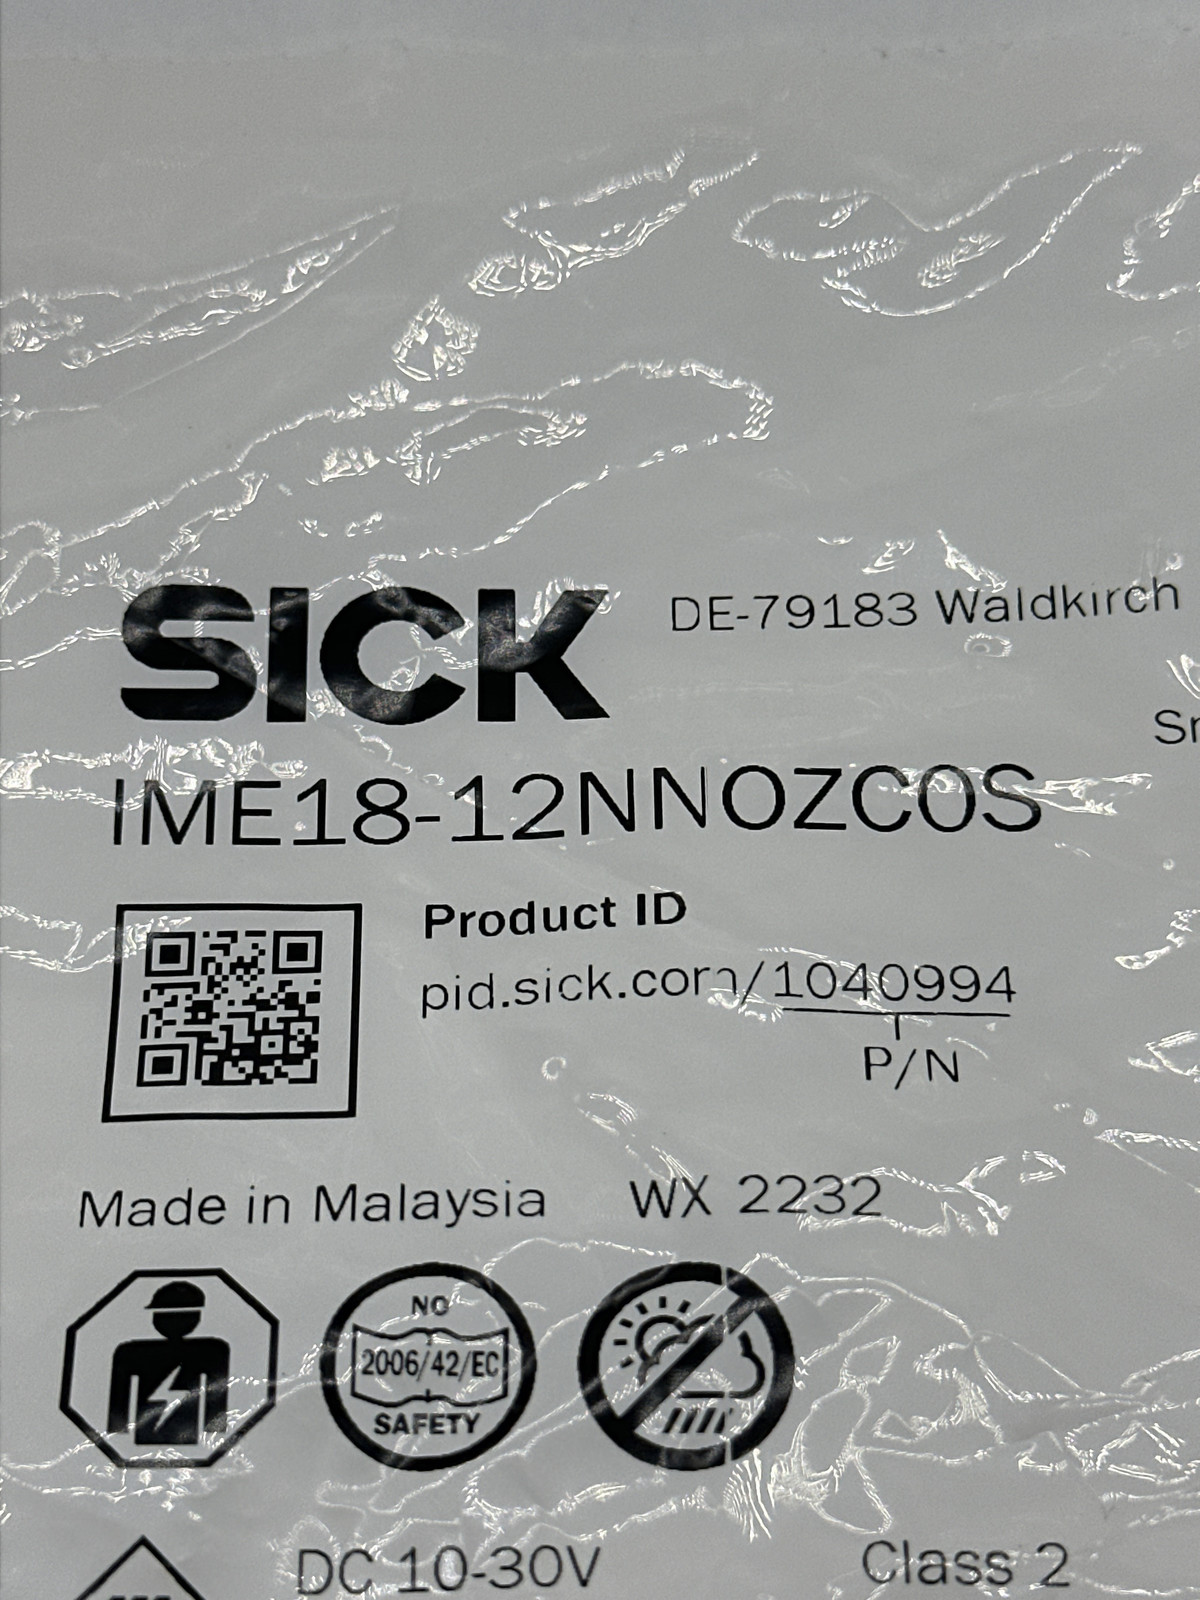 SICK
DE-79183 Waldkirch
Sr
IME18-12NNOZC0S
Product ID
pid.sick.com/1040994
P/N
Made in Malaysia WX 2232
NO
2006/42/EC
SAFETY
DC 10-30V Class 2